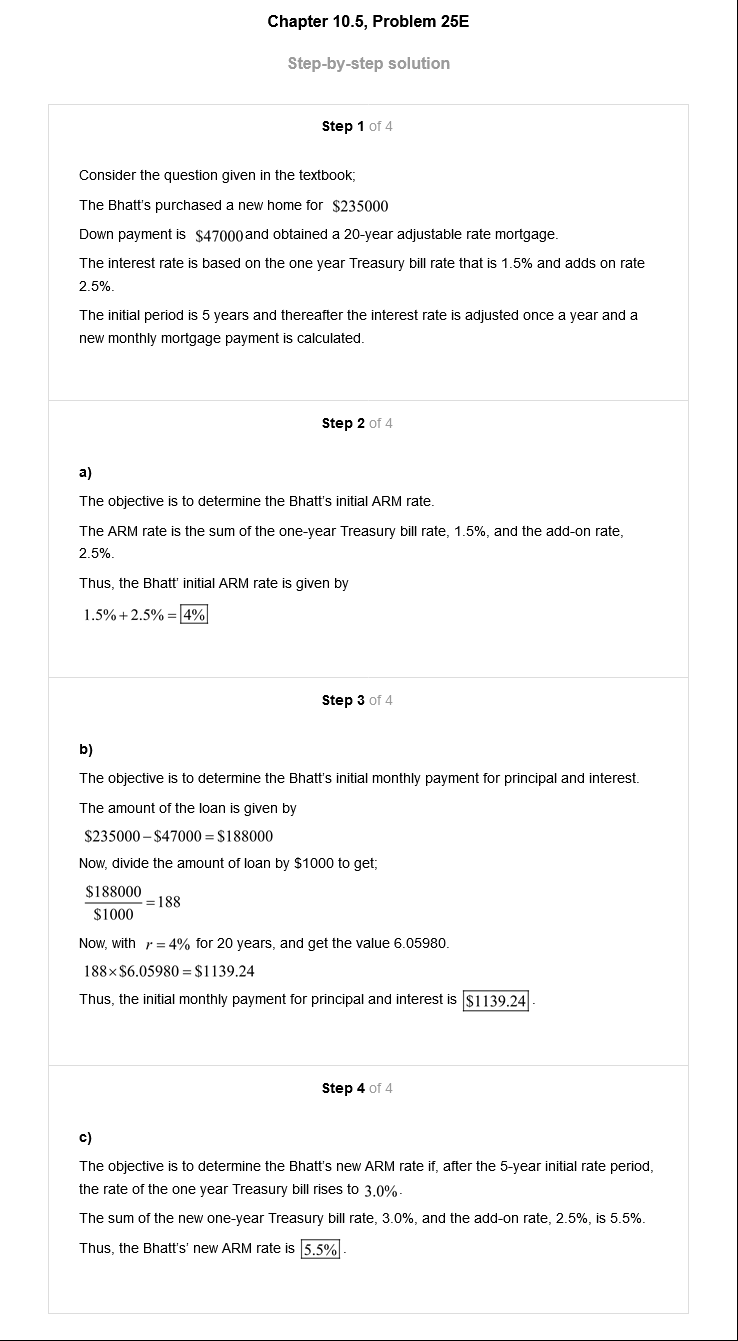 Chapter 10.5, Problem 25E
Step-by-step solution
Step 1 of 4
Consider the question given in the textbook;
The Bhatt's purchased a new home for $235000
Down payment is $47000 and obtained a 20-year adjustable rate mortgage.
The interest rate is based on the one year Treasury bill rate that is 1.5% and adds on rate
2.5%.
The initial period is 5 years and thereafter the interest rate is adjusted once a year and a
new monthly mortgage payment is calculated.
Step 2 of 4
a)
The objective is to determine the Bhatt's initial ARM rate.
The ARM rate is the sum of the one-year Treasury bill rate, 1.5%, and the add-on rate,
2.5%.
Thus, the Bhatt' initial ARM rate is given by
1.5% + 2.5% = 4%
Step 3 of 4
b)
The objective is to determine the Bhatt's initial monthly payment for principal and interest.
The amount of the loan is given by
$235000 – $47000 = $188000
Now, divide the amount of loan by $1000 to get;
$188000
= 188
$1000
Now, with r = 4% for 20 years, and get the value 6.05980.
188 × $6.05980 = $1139.24
Thus, the initial monthly payment for principal and interest is $1139.24.
Step 4 of 4
c)
The objective is to determine the Bhatt's new ARM rate if, after the 5-year initial rate period,
the rate of the one year Treasury bill rises to 3.0%.
The sum of the new one-year Treasury bill rate, 3.0%, and the add-on rate, 2.5%, is 5.5%.
Thus, the Bhatt's' new ARM rate is 5.5%.